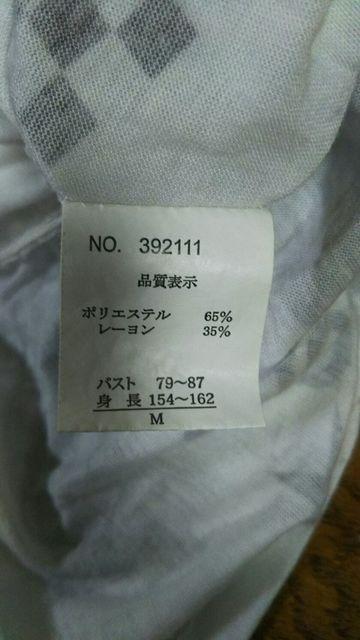 NO. 392111
品質表示
ポリエステル 65%
レーヨン 35%
バスト 79～87
身長 154～162
M